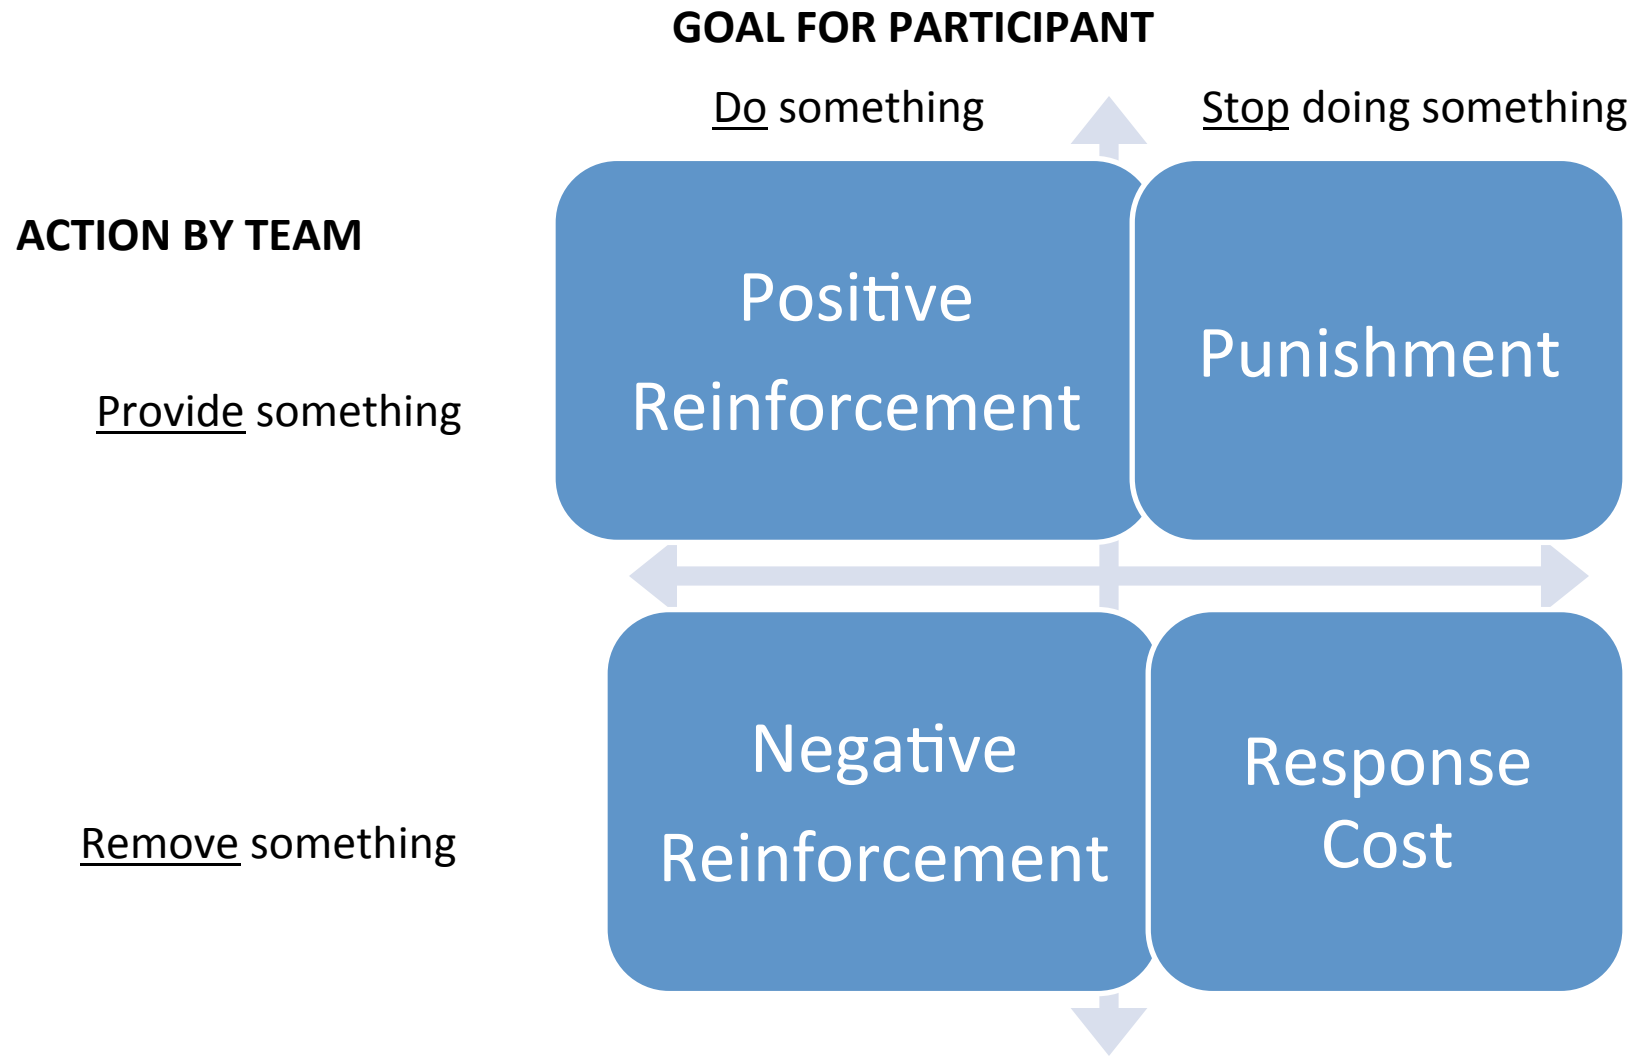 GOAL FOR PARTICIPANT
Do something
Stop doing something
ACTION BY TEAM
Positive
Reinforcement
Punishment
Provide something
Negative
Reinforcement
Response
Cost
Remove something